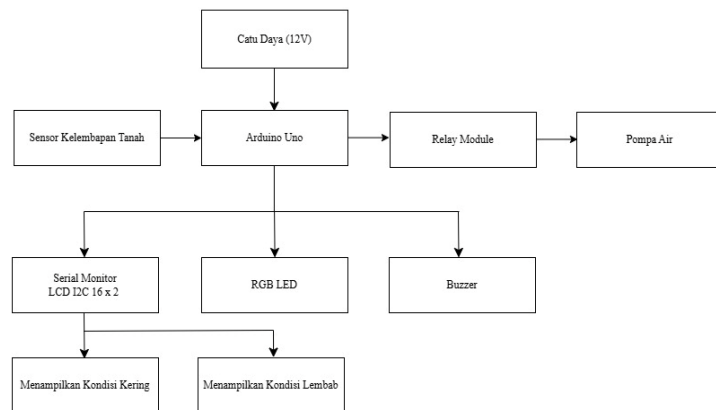 Catu Daya (12V)
Sensor Kelembapan Tanah
Arduino Uno
Relay Module
Pompa Air
Serial Monitor
LCD I2C 16 x 2
RGB LED
Buzzer
Menampilkan Kondisi Kering
Menampilkan Kondisi Lembab